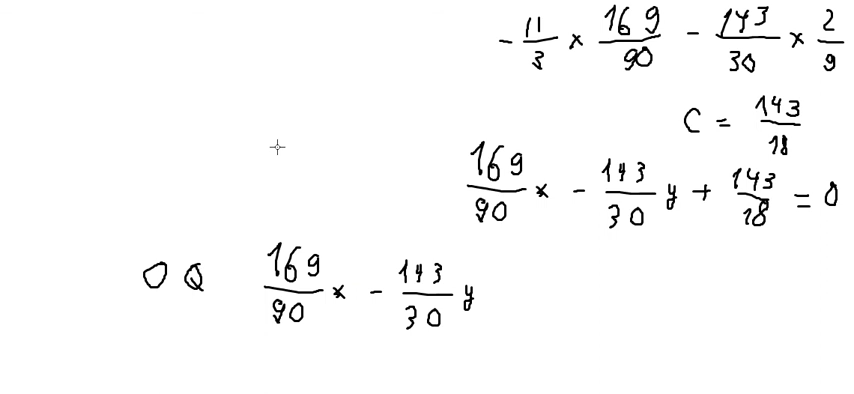 - 11/3 × 169/90 - 143/30 × 2/9
C = 143/18
169/90 x - 143/30 y + 143/18 = 0
OQ 169/90 x - 143/30 y